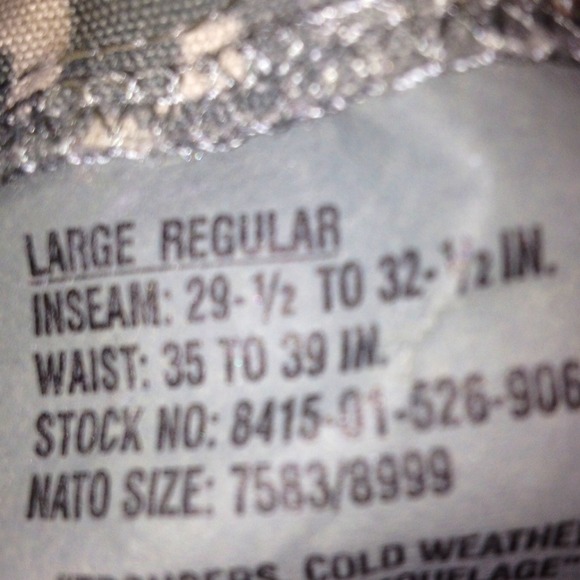 LARGE REGULAR
INSEAM: 29-½ TO 32-½ IN.
WAIST: 35 TO 39 IN.
STOCK NO: 8415-01-526-906
NATO SIZE: 7583/8999
COLD WEATHE